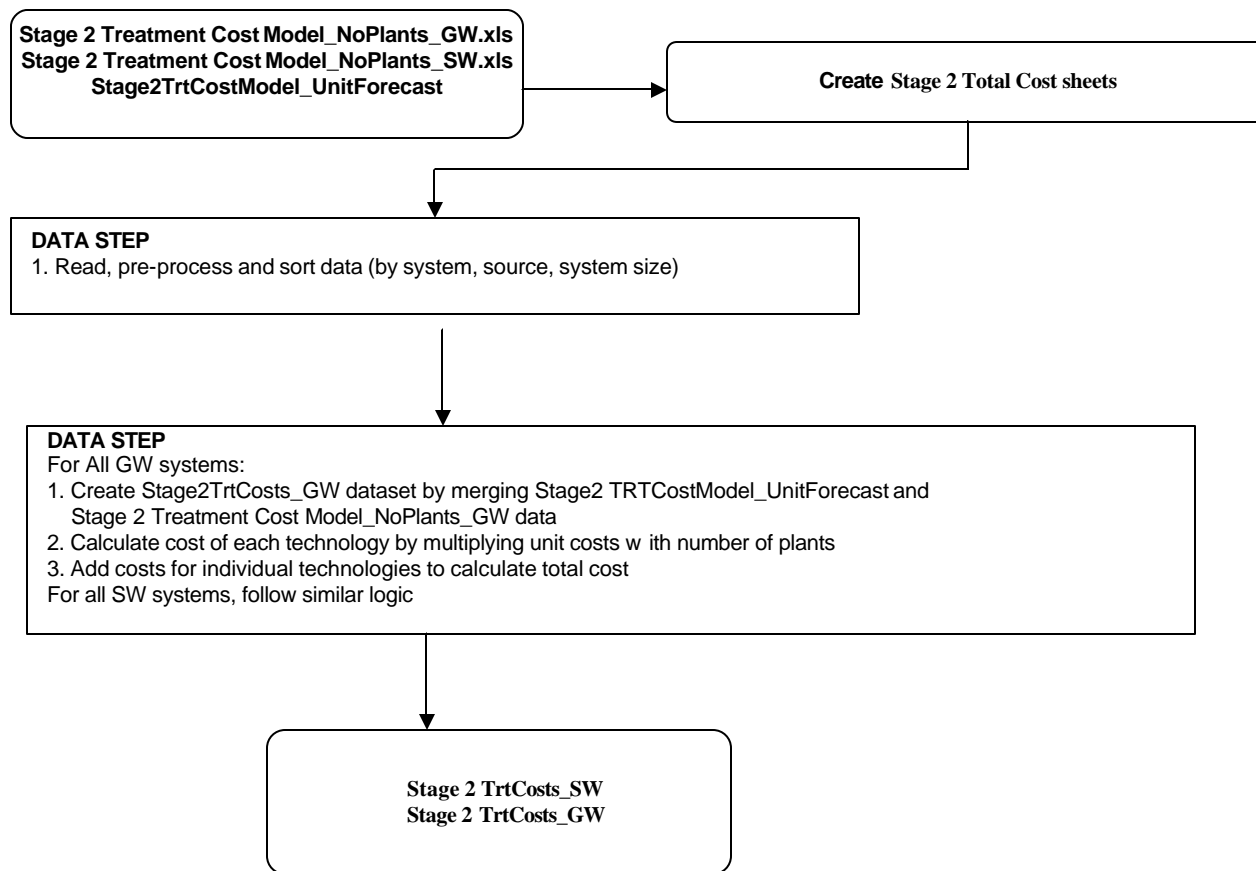 Stage 2 Treatment Cost Model_NoPlants_GW.xls
Stage 2 Treatment Cost Model_NoPlants_SW.xls
Stage2TrtCostModel_UnitForecast
Create Stage 2 Total Cost sheets
DATA STEP
1. Read, pre-process and sort data (by system, source, system size)
DATA STEP
For All GW systems:
1. Create Stage2TrtCosts_GW dataset by merging Stage2 TRTCostModel_UnitForecast and
Stage 2 Treatment Cost Model_NoPlants_GW data
2. Calculate cost of each technology by multiplying unit costs w ith number of plants
3. Add costs for individual technologies to calculate total cost
For all SW systems, follow similar logic
Stage 2 TrtCosts_SW
Stage 2 TrtCosts_GW